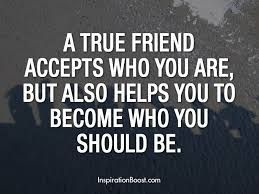 A TRUE FRIEND
ACCEPTS WHO YOU ARE,
BUT ALSO HELPS YOU TO
BECOME WHO YOU
SHOULD BE.
InspirationBoost.com